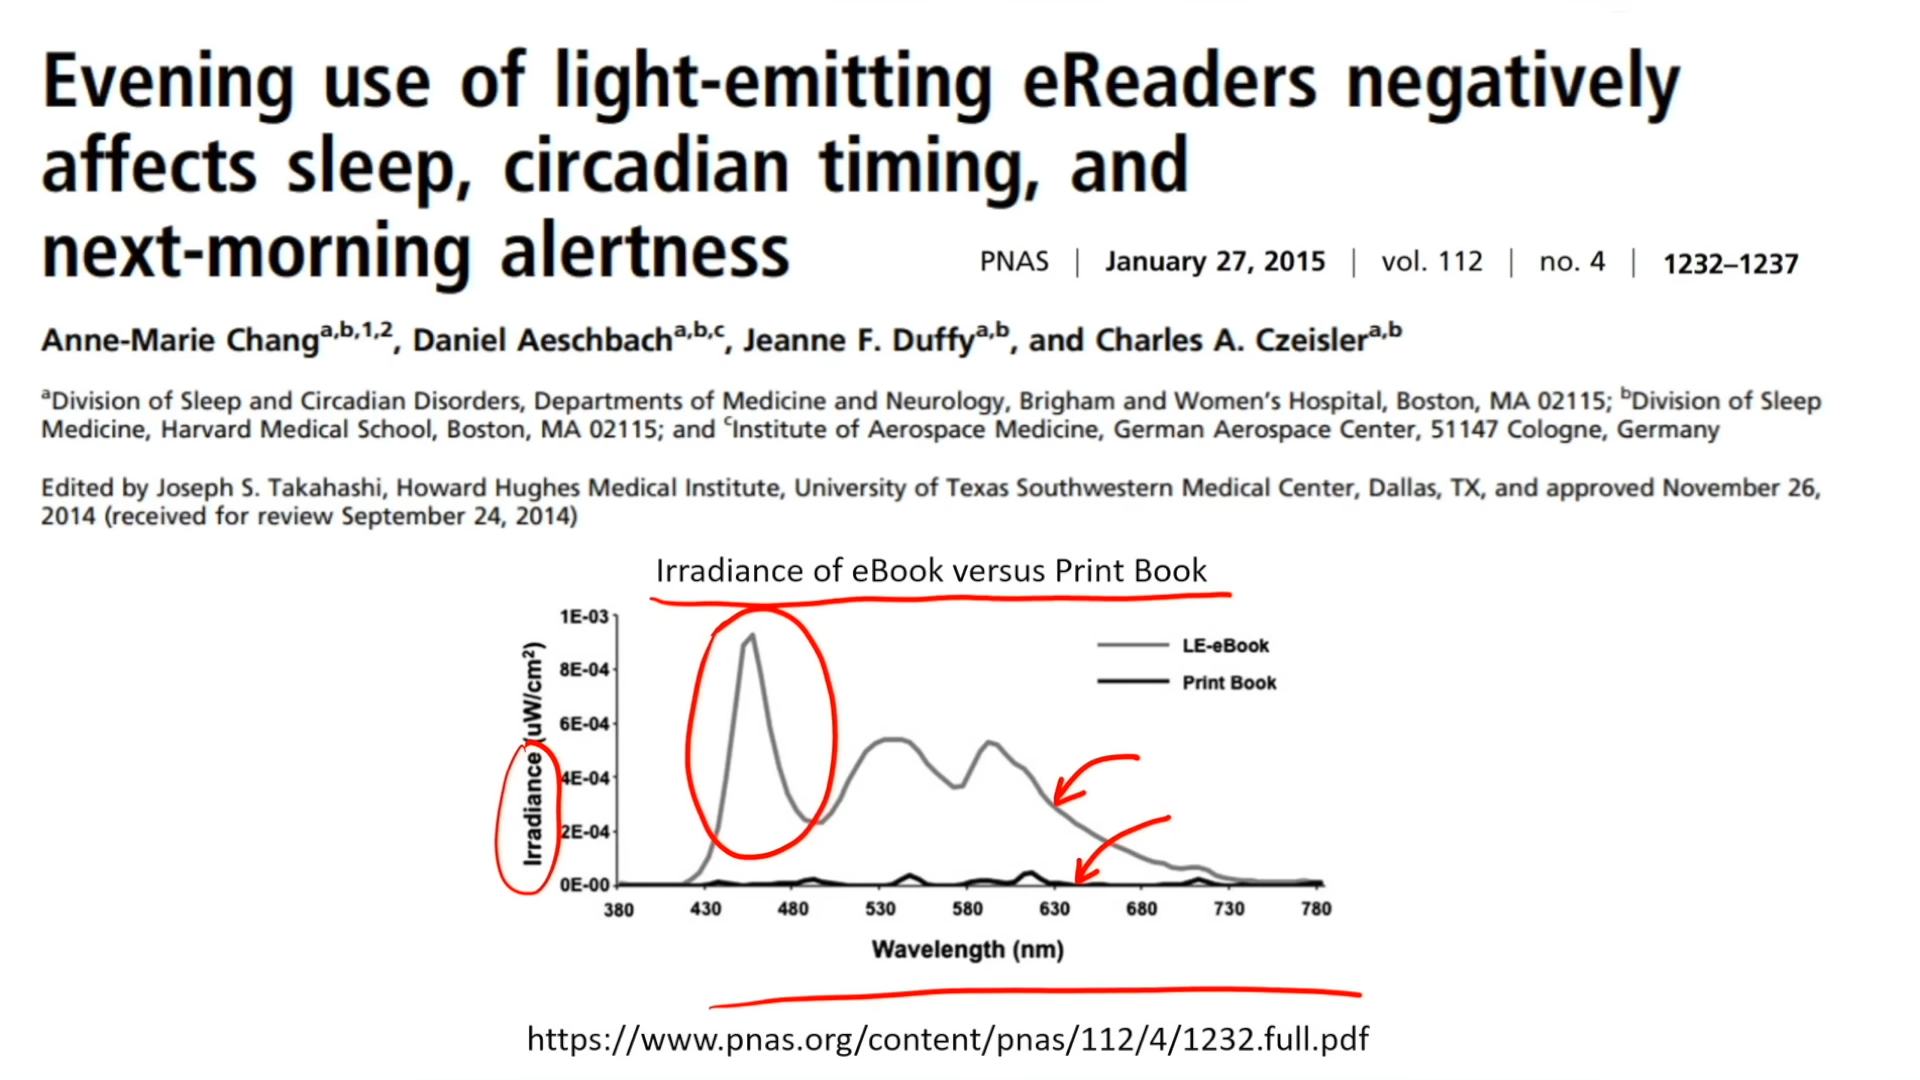 Evening use of light-emitting eReaders negatively
affects sleep, circadian timing, and
next-morning alertness
PNAS | January 27, 2015 | vol. 112 | no. 4 | 1232–1237
Anne-Marie Chang^a,b,1,2, Daniel Aeschbach^a,b,c, Jeanne F. Duffy^a,b, and Charles A. Czeisler^a,b
^aDivision of Sleep and Circadian Disorders, Departments of Medicine and Neurology, Brigham and Women's Hospital, Boston, MA 02115; ^bDivision of Sleep
Medicine, Harvard Medical School, Boston, MA 02115; and ^cInstitute of Aerospace Medicine, German Aerospace Center, 51147 Cologne, Germany
Edited by Joseph S. Takahashi, Howard Hughes Medical Institute, University of Texas Southwestern Medical Center, Dallas, TX, and approved November 26,
2014 (received for review September 24, 2014)
Irradiance of eBook versus Print Book
Irradiance (uW/cm²)
1E-03
8E-04
6E-04
4E-04
2E-04
0E-00
LE-eBook
Print Book
380 430 480 530 580 630 680 730 780
Wavelength (nm)
https://www.pnas.org/content/pnas/112/4/1232.full.pdf